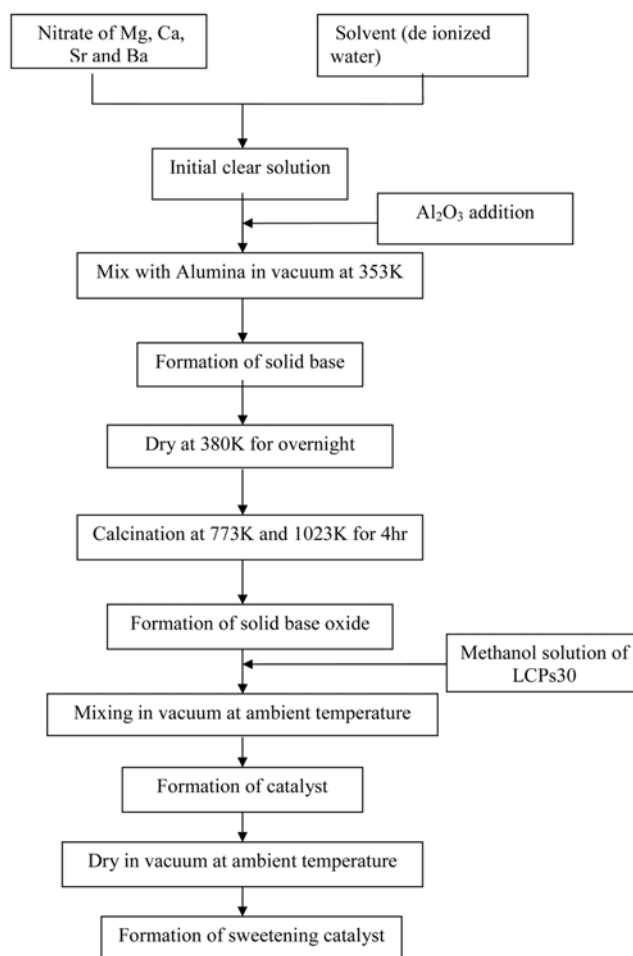 Nitrate of Mg, Ca,
Sr and Ba
Solvent (de ionized
water)
Initial clear solution
Al₂O₃ addition
Mix with Alumina in vacuum at 353K
Formation of solid base
Dry at 380K for overnight
Calcination at 773K and 1023K for 4hr
Formation of solid base oxide
Methanol solution of
LCPs30
Mixing in vacuum at ambient temperature
Formation of catalyst
Dry in vacuum at ambient temperature
Formation of sweetening catalyst